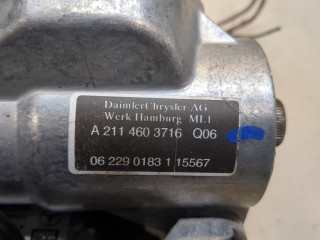 DaimlerChrysler AG
Werk Hamburg ML1
A 211 460 3716 Q06
06 229 0183 1 15567